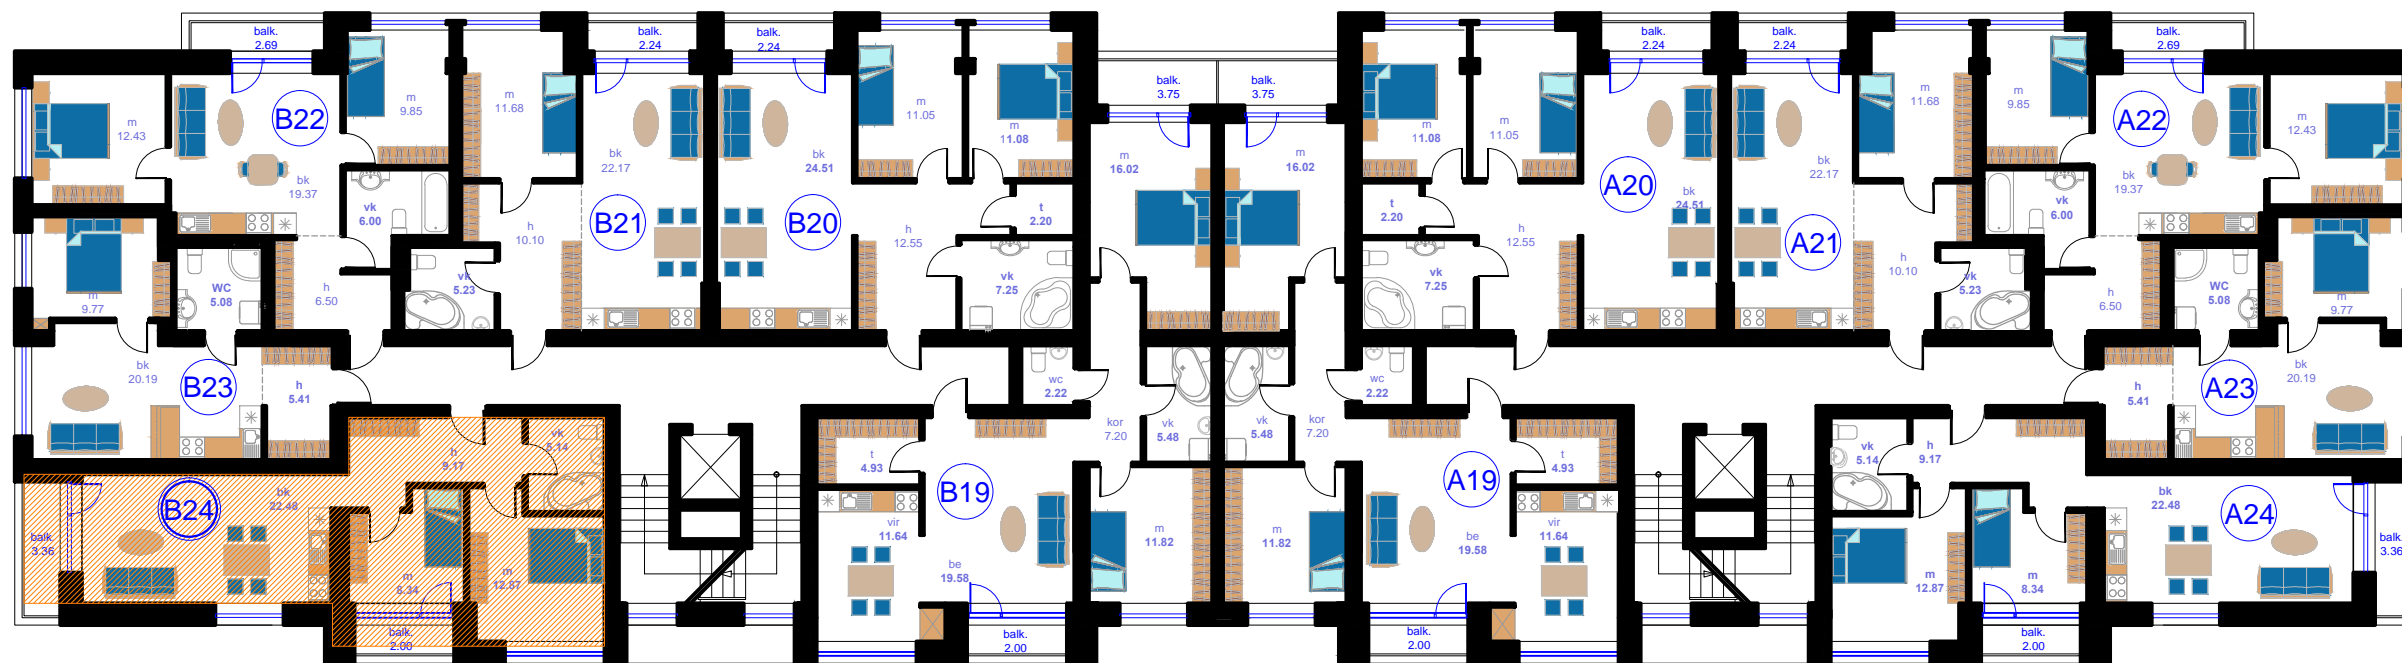 balk.
2.69
balk.
2.24
balk.
2.24
balk.
3.75
balk.
3.75
balk.
2.24
balk.
2.24
balk.
2.69
m
12.43
B22
bk
19.37
m
9.85
vk
6.00
m
11.68
h
10.10
bk
22.17
B21
bk
24.51
B20
m
11.05
m
11.08
t
2.20
h
12.55
vk
7.25
m
16.02
m
16.02
m
11.08
m
11.05
t
2.20
h
12.55
vk
7.25
A20
bk
24.51
bk
22.17
A21
m
11.68
h
10.10
m
9.85
vk
6.00
A22
bk
19.37
m
12.43
m
9.77
WC
5.08
h
6.50
vk
5.23
vk
5.23
h
6.50
WC
5.08
m
9.77
bk
20.19
B23
h
5.41
wc
2.22
kor
7.20
vk
5.48
vk
5.48
kor
7.20
wc
2.22
h
5.41
A23
bk
20.19
balk.
3.36
B24
bk
22.48
h
9.17
vk
5.14
m
8.34
m
12.87
balk.
2.00
t
4.93
B19
vir
11.64
be
19.58
balk.
2.00
m
11.82
m
11.82
A19
be
19.58
balk.
2.00
t
4.93
vir
11.64
vk
5.14
h
9.17
m
12.87
m
8.34
balk.
2.00
bk
22.48
A24
balk.
3.36